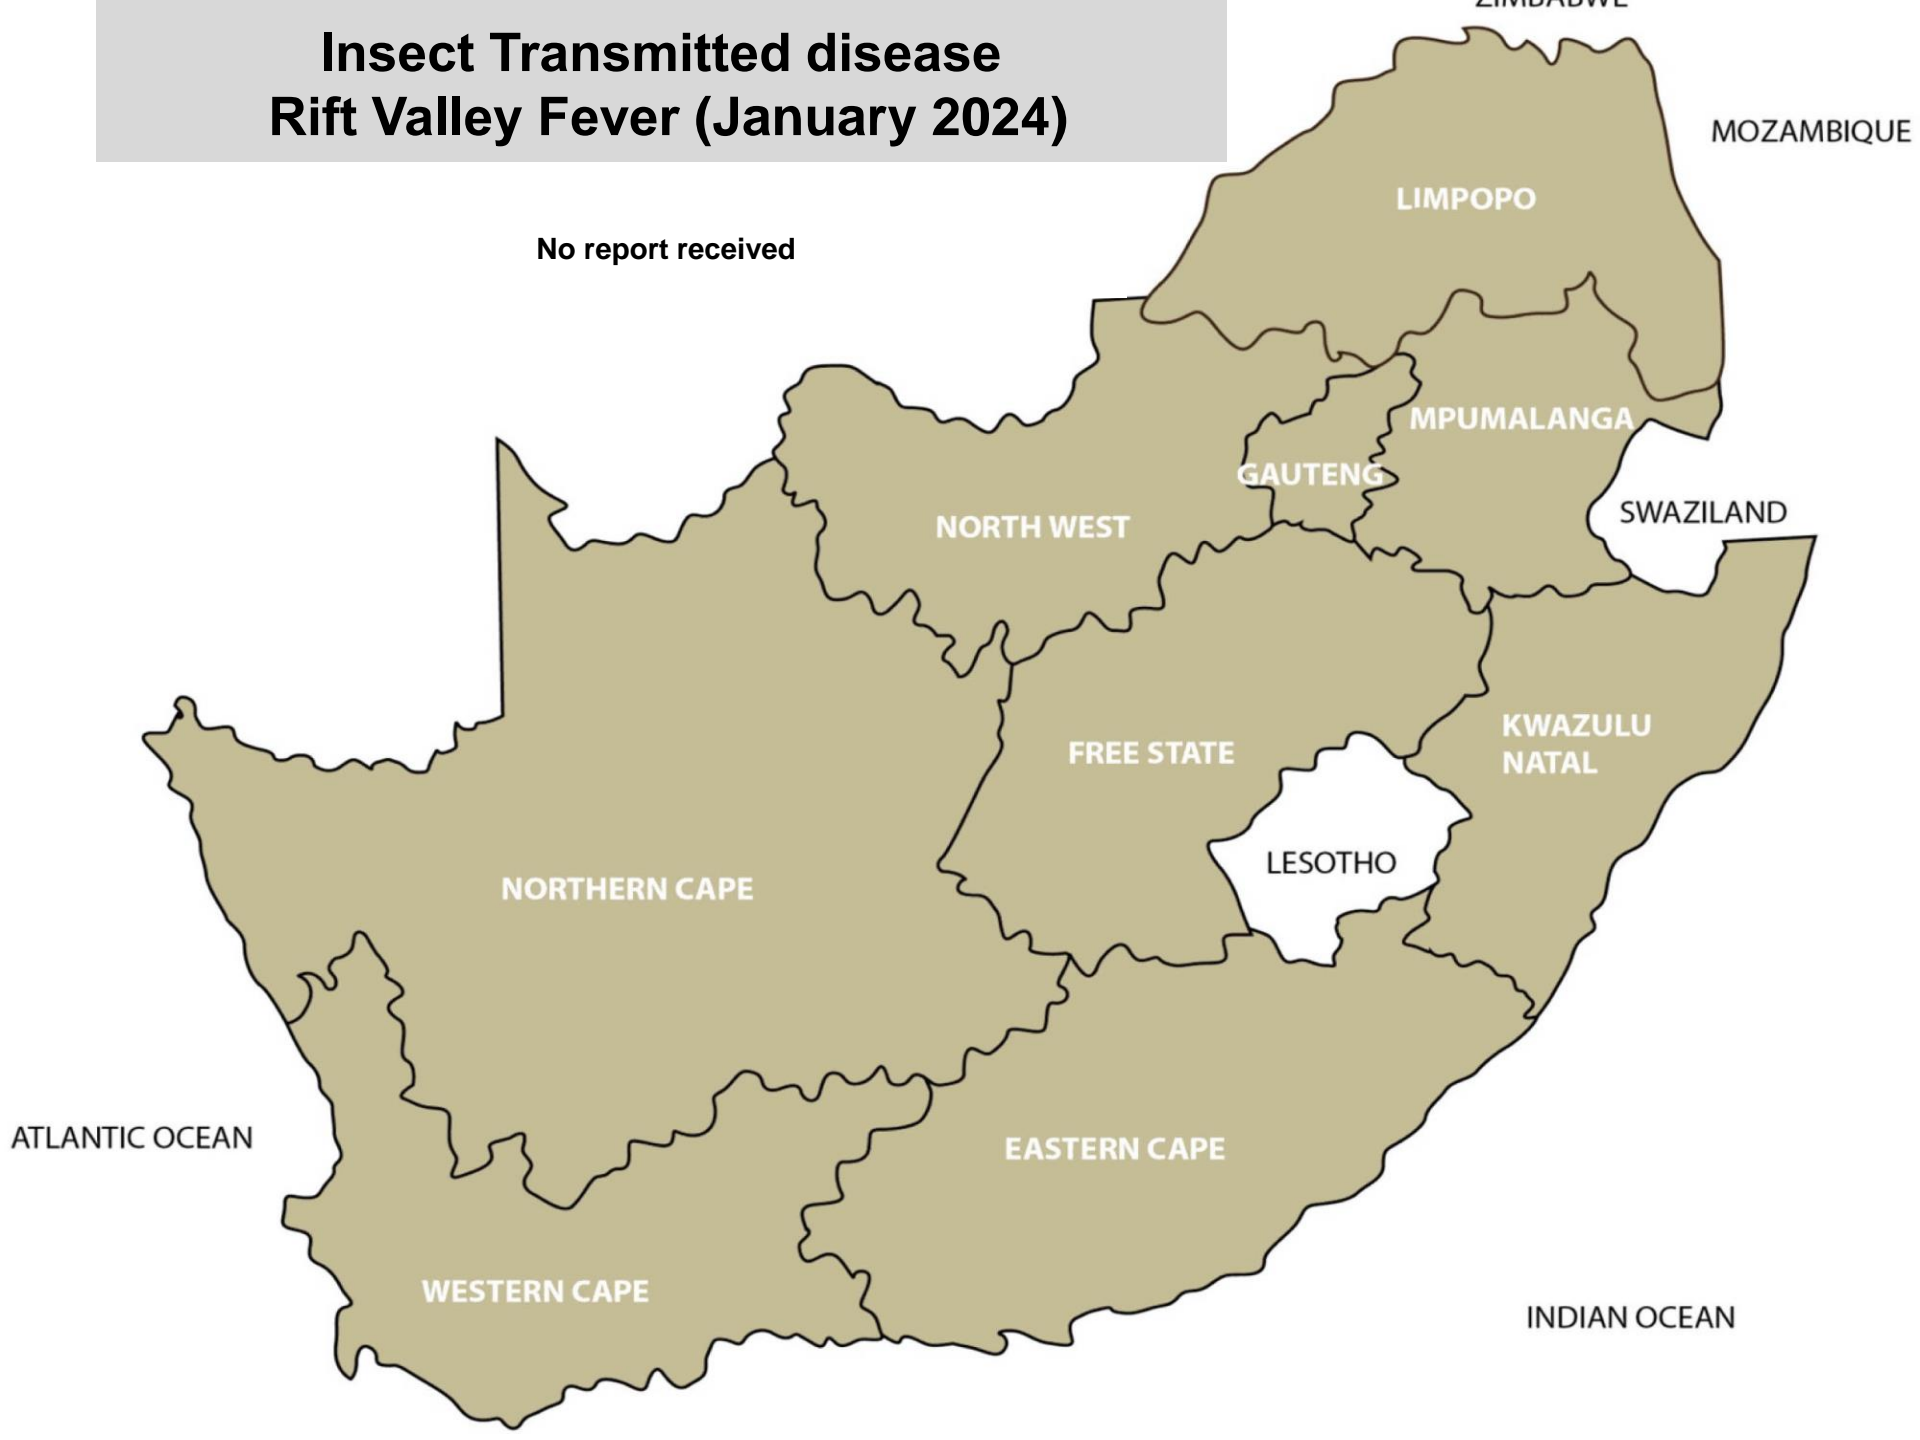 ZIMBABWE
Insect Transmitted disease
Rift Valley Fever (January 2024)
MOZAMBIQUE
LIMPOPO
No report received
MPUMALANGA
GAUTENG
SWAZILAND
NORTH WEST
KWAZULU
NATAL
FREE STATE
LESOTHO
NORTHERN CAPE
ATLANTIC OCEAN
EASTERN CAPE
WESTERN CAPE
INDIAN OCEAN